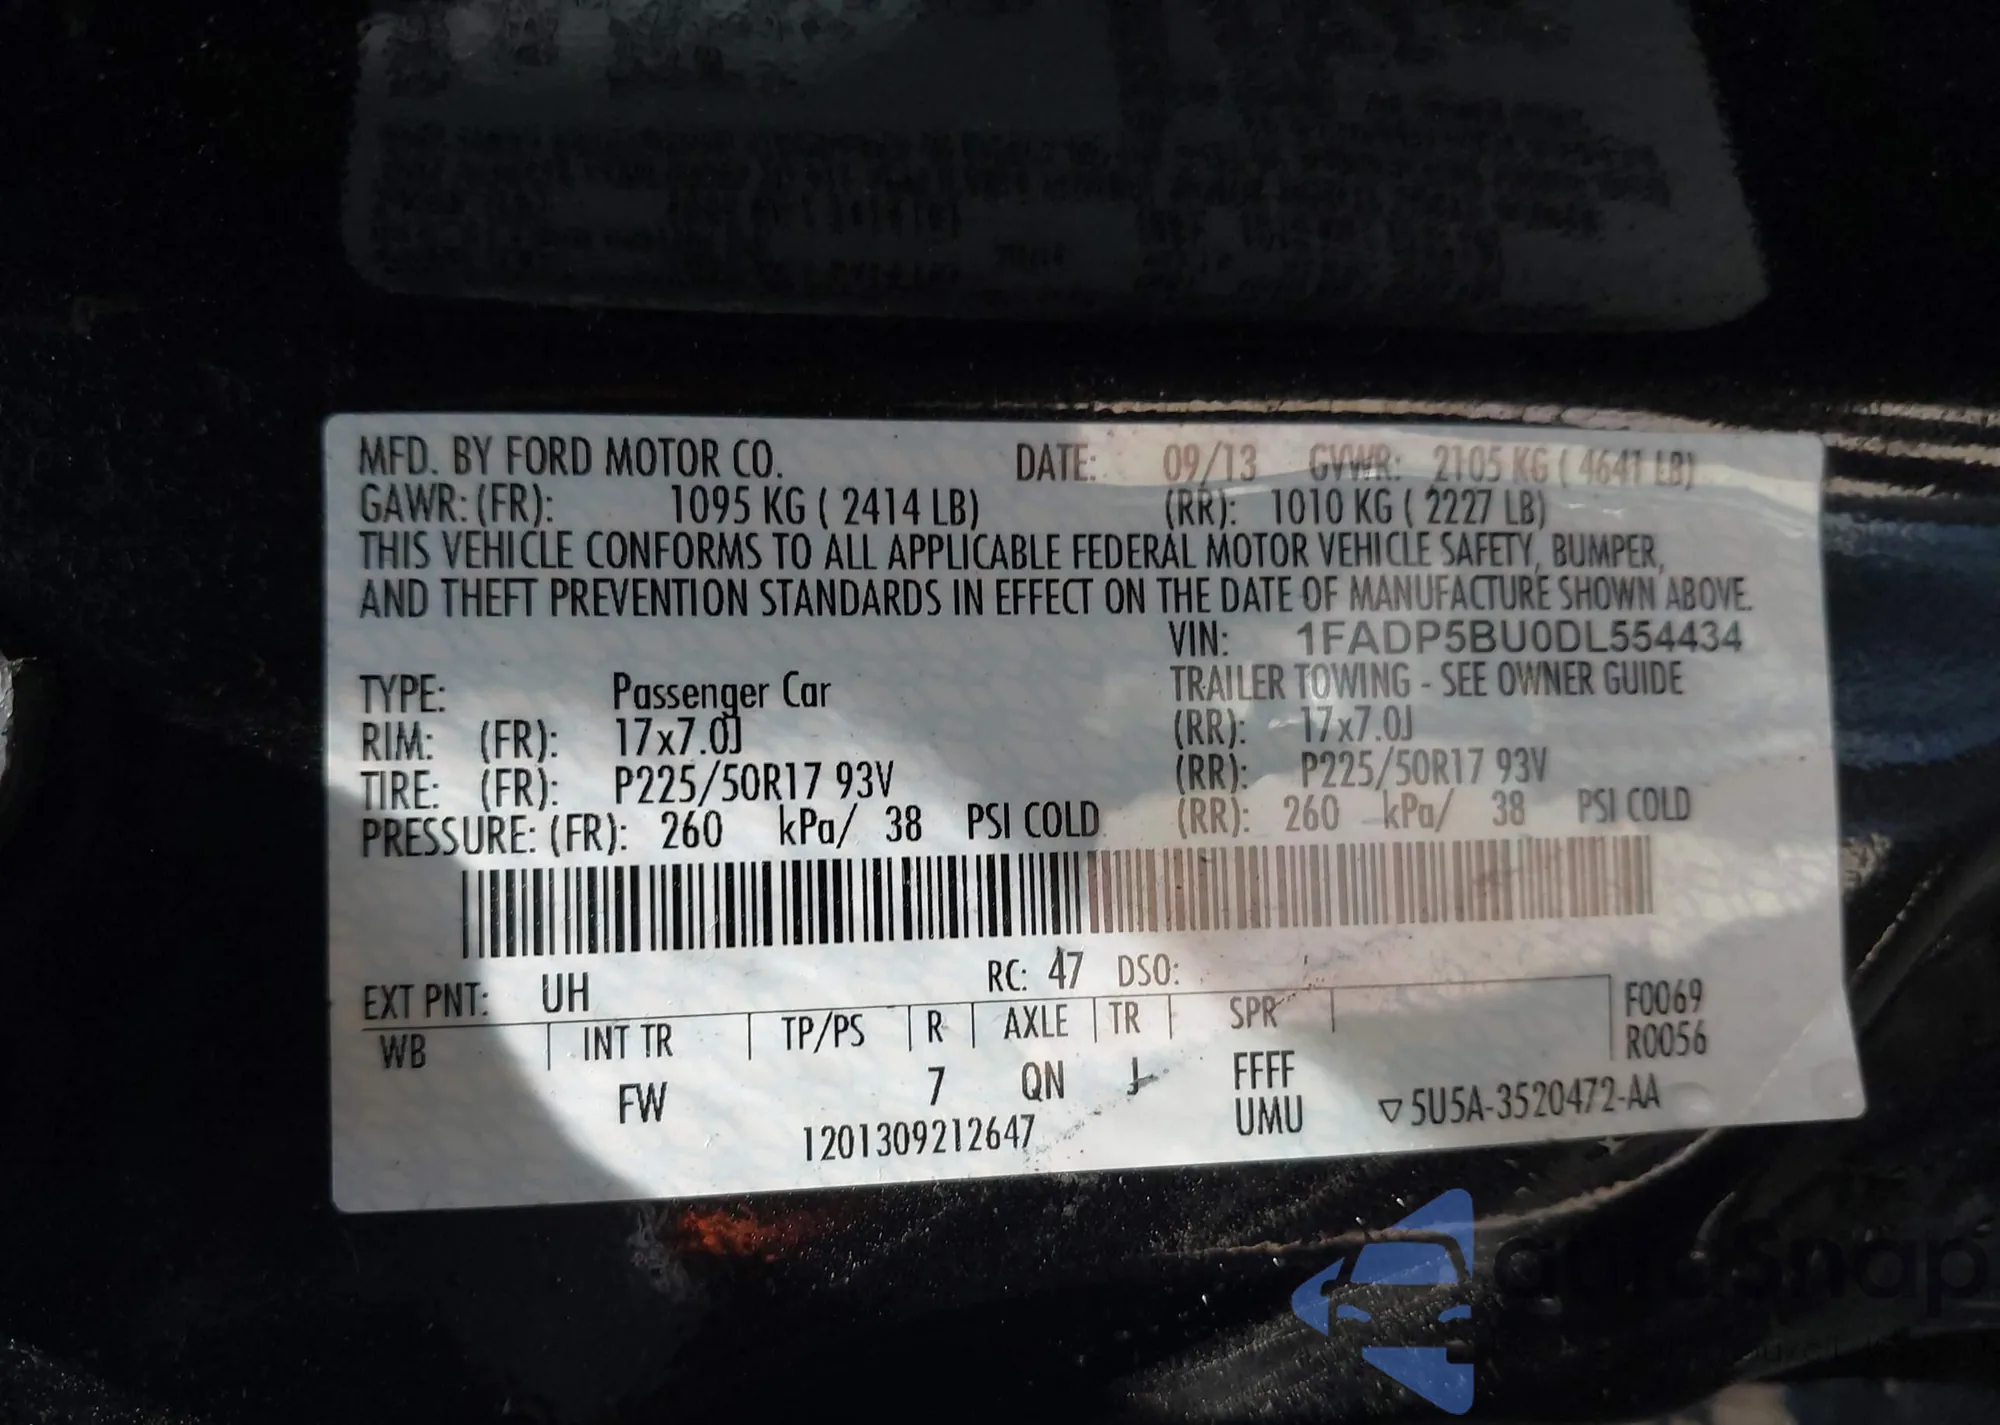 MFD. BY FORD MOTOR CO. DATE: 09/13 GVWR: 2105 KG ( 4641 LB)
GAWR: (FR): 1095 KG ( 2414 LB) (RR): 1010 KG ( 2227 LB)
THIS VEHICLE CONFORMS TO ALL APPLICABLE FEDERAL MOTOR VEHICLE SAFETY, BUMPER,
AND THEFT PREVENTION STANDARDS IN EFFECT ON THE DATE OF MANUFACTURE SHOWN ABOVE.
VIN: 1FADP5BU0DL554434
TYPE: Passenger Car TRAILER TOWING - SEE OWNER GUIDE
RIM: (FR): 17x7.0J (RR): 17x7.0J
TIRE: (FR): P225/50R17 93V (RR): P225/50R17 93V
PRESSURE: (FR): 260 kPa/ 38 PSI COLD (RR): 260 kPa/ 38 PSI COLD
EXT PNT: UH RC: 47 DSO:
WB INT TR TP/PS R AXLE TR SPR F0069
R0056
FW 7 QN J FFFF
UMU
1201309212647 ▽5U5A-3520472-AA
autoSnap